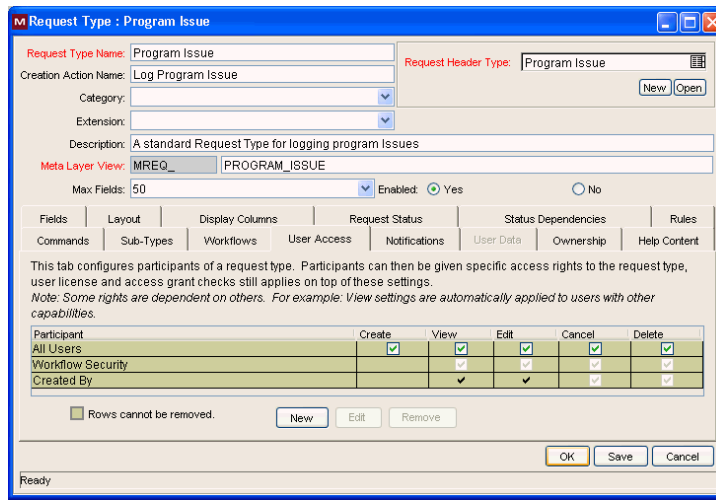 M Request Type : Program Issue
Request Type Name: Program Issue
Request Header Type: Program Issue
Creation Action Name: Log Program Issue
New Open
Category:
Extension:
Description: A standard Request Type for logging program Issues
Meta Layer View: MREQ_ PROGRAM_ISSUE
Max Fields: 50 Enabled: Yes No
Fields Layout Display Columns Request Status Status Dependencies Rules
Commands Sub-Types Workflows User Access Notifications User Data Ownership Help Content
This tab configures participants of a request type. Participants can then be given specific access rights to the request type,
user license and access grant checks still applies on top of these settings.
Note: Some rights are dependent on others. For example: View settings are automatically applied to users with other
capabilities.
Participant Create View Edit Cancel Delete
All Users
Workflow Security
Created By
Rows cannot be removed. New Edit Remove
OK Save Cancel
Ready